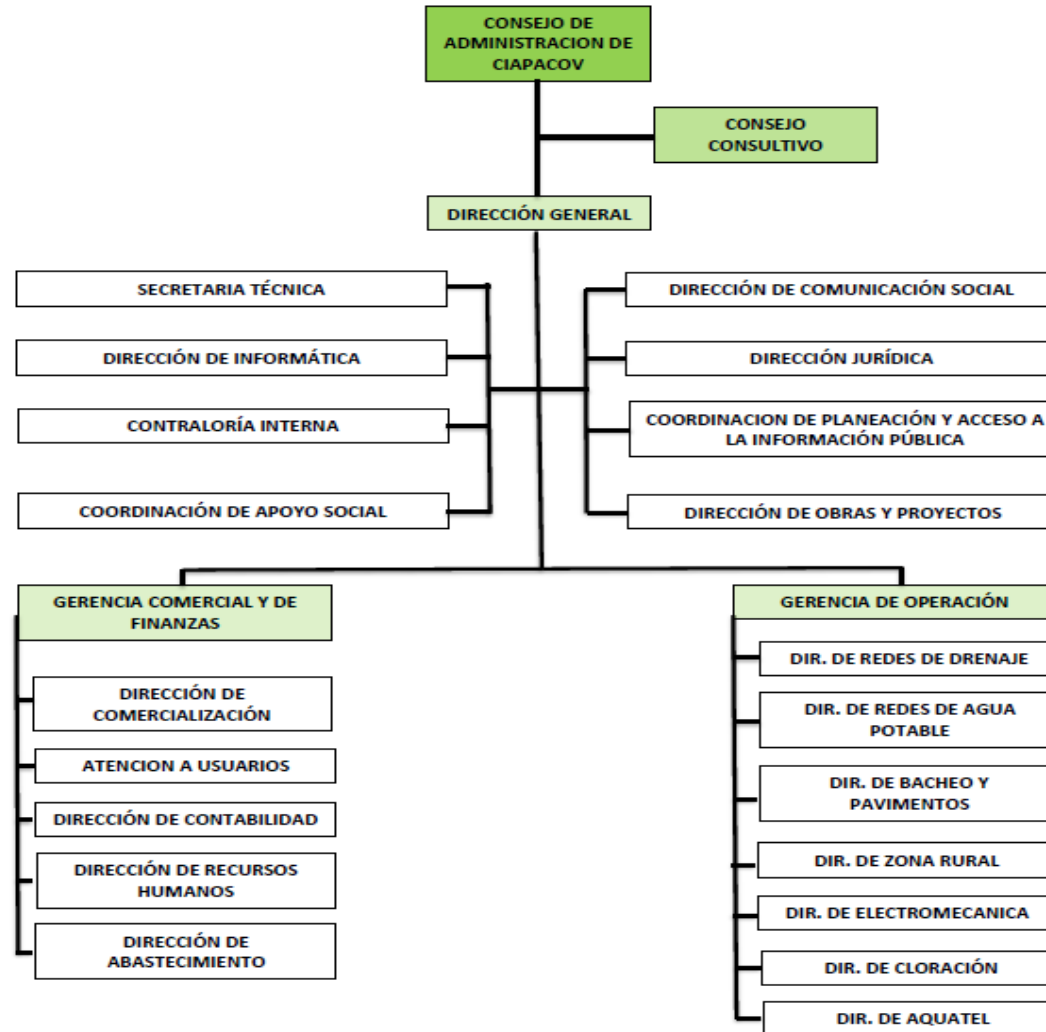 CONSEJO DE
ADMINISTRACION DE
CIAPACOV
CONSEJO
CONSULTIVO
DIRECCIÓN GENERAL
SECRETARIA TÉCNICA
DIRECCIÓN DE INFORMÁTICA
CONTRALORÍA INTERNA
COORDINACIÓN DE APOYO SOCIAL
DIRECCIÓN DE COMUNICACIÓN SOCIAL
DIRECCIÓN JURÍDICA
COORDINACION DE PLANEACIÓN Y ACCESO A
LA INFORMACIÓN PÚBLICA
DIRECCIÓN DE OBRAS Y PROYECTOS
GERENCIA COMERCIAL Y DE
FINANZAS
DIRECCIÓN DE
COMERCIALIZACIÓN
ATENCION A USUARIOS
DIRECCIÓN DE CONTABILIDAD
DIRECCIÓN DE RECURSOS
HUMANOS
DIRECCIÓN DE
ABASTECIMIENTO
GERENCIA DE OPERACIÓN
DIR. DE REDES DE DRENAJE
DIR. DE REDES DE AGUA
POTABLE
DIR. DE BACHEO Y
PAVIMENTOS
DIR. DE ZONA RURAL
DIR. DE ELECTROMECANICA
DIR. DE CLORACIÓN
DIR. DE AQUATEL